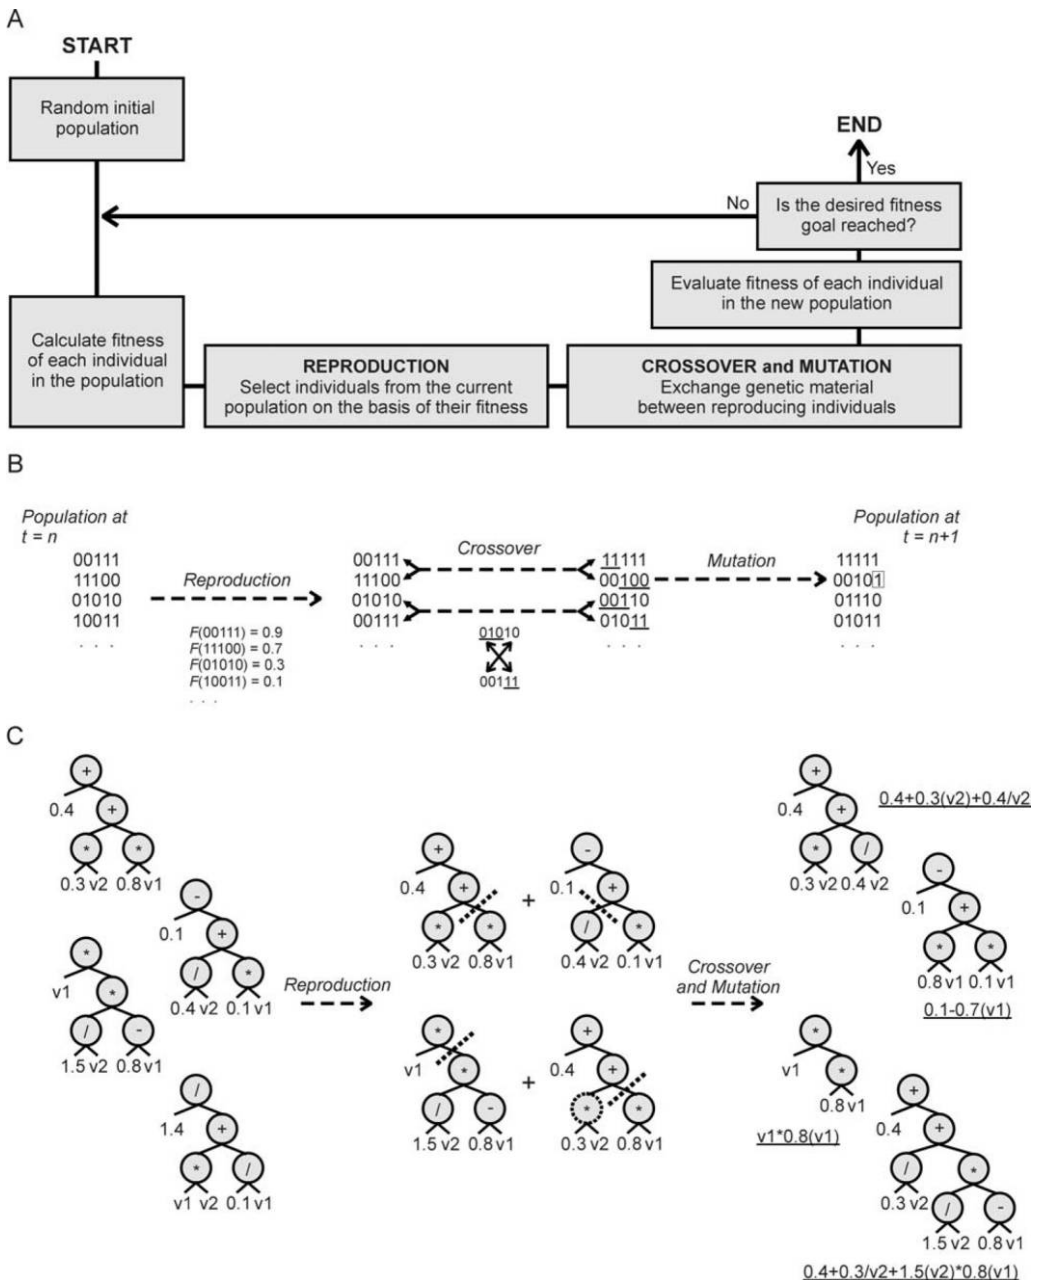 A
START
Random initial
population
END
Yes
No
Is the desired fitness
goal reached?
Evaluate fitness of each individual
in the new population
Calculate fitness
of each individual
in the population
REPRODUCTION
Select individuals from the current
population on the basis of their fitness
CROSSOVER and MUTATION
Exchange genetic material
between reproducing individuals
B
Population at
t = n
00111
11100
01010
10011
. . .
Reproduction
F(00111) = 0.9
F(11100) = 0.7
F(01010) = 0.3
F(10011) = 0.1
. . .
00111
11100
01010
00111
. . .
Crossover
01010
00111
11111
00100
00110
01011
. . .
Mutation
Population at
t = n+1
11111
00101
01110
01011
. . .
C
+
0.4
+
* *
0.3 v2 0.8 v1
-
0.1
+
/ *
0.4 v2 0.1 v1
*
v1
*
/ -
1.5 v2 0.8 v1
/
1.4
+
* /
v1 v2 0.1 v1
Reproduction
+
0.4
+
* *
0.3 v2 0.8 v1
+
-
0.1
+
/ *
0.4 v2 0.1 v1
*
v1
*
/ -
1.5 v2 0.8 v1
+
+
0.4
+
* *
0.3 v2 0.8 v1
Crossover
and Mutation
+
0.4
+
* /
0.3 v2 0.4 v2
0.4+0.3(v2)+0.4/v2
-
0.1
+
* *
0.8 v1 0.1 v1
0.1-0.7(v1)
*
v1
*
0.8 v1
v1*0.8(v1)
+
0.4
+
/ *
0.3 v2
/ -
1.5 v2 0.8 v1
0.4+0.3/v2+1.5(v2)*0.8(v1)